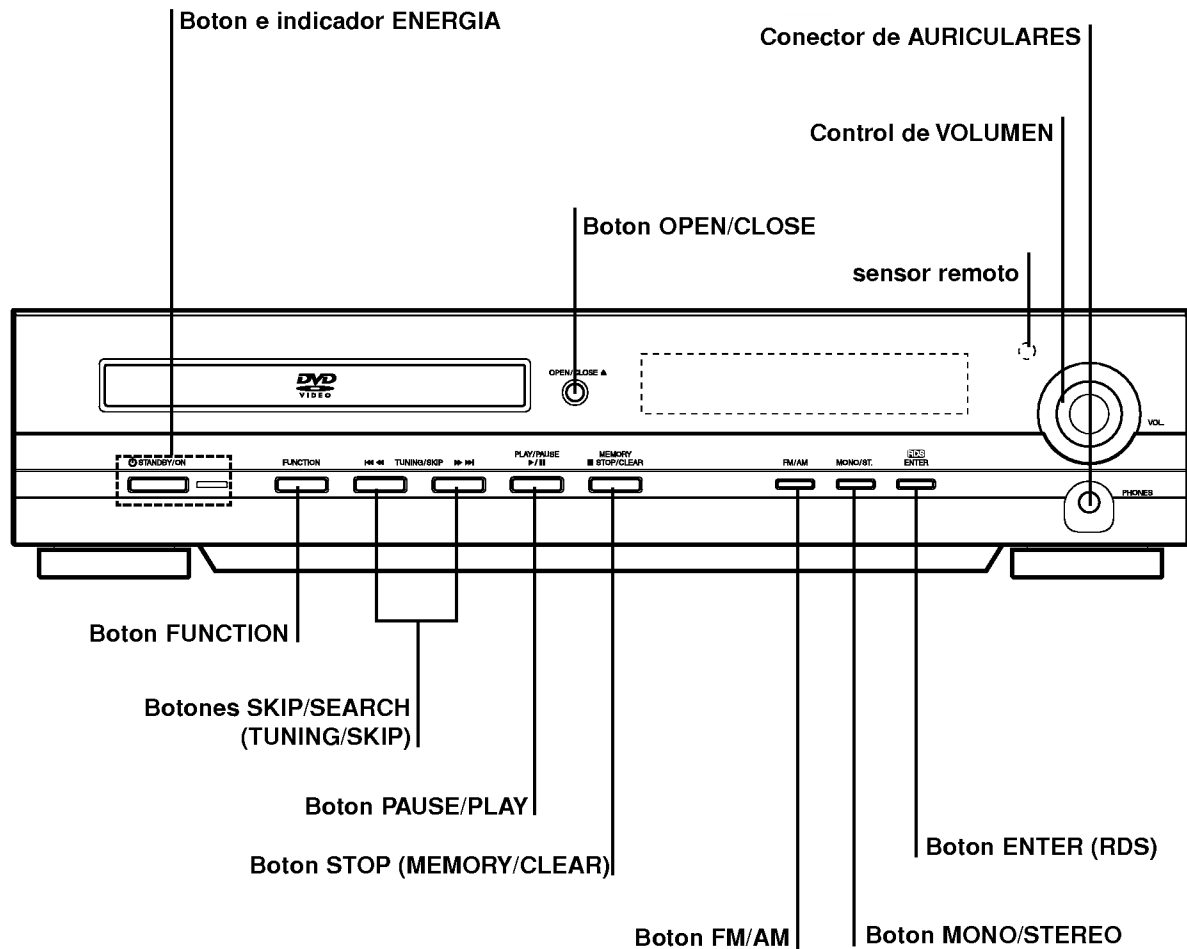 Boton e indicador ENERGIA
Conector de AURICULARES
Control de VOLUMEN
Boton OPEN/CLOSE
sensor remoto
DVD
VIDEO
OPEN/CLOSE ▲
VOL.
STANDBY/ON
FUNCTION
TUNING/SKIP
PLAY/PAUSE
MEMORY
■ STOP/CLEAR
FM/AM
MONO/ST.
RDS
ENTER
PHONES
Boton FUNCTION
Botones SKIP/SEARCH
(TUNING/SKIP)
Boton PAUSE/PLAY
Boton STOP (MEMORY/CLEAR)
Boton ENTER (RDS)
Boton FM/AM
Boton MONO/STEREO